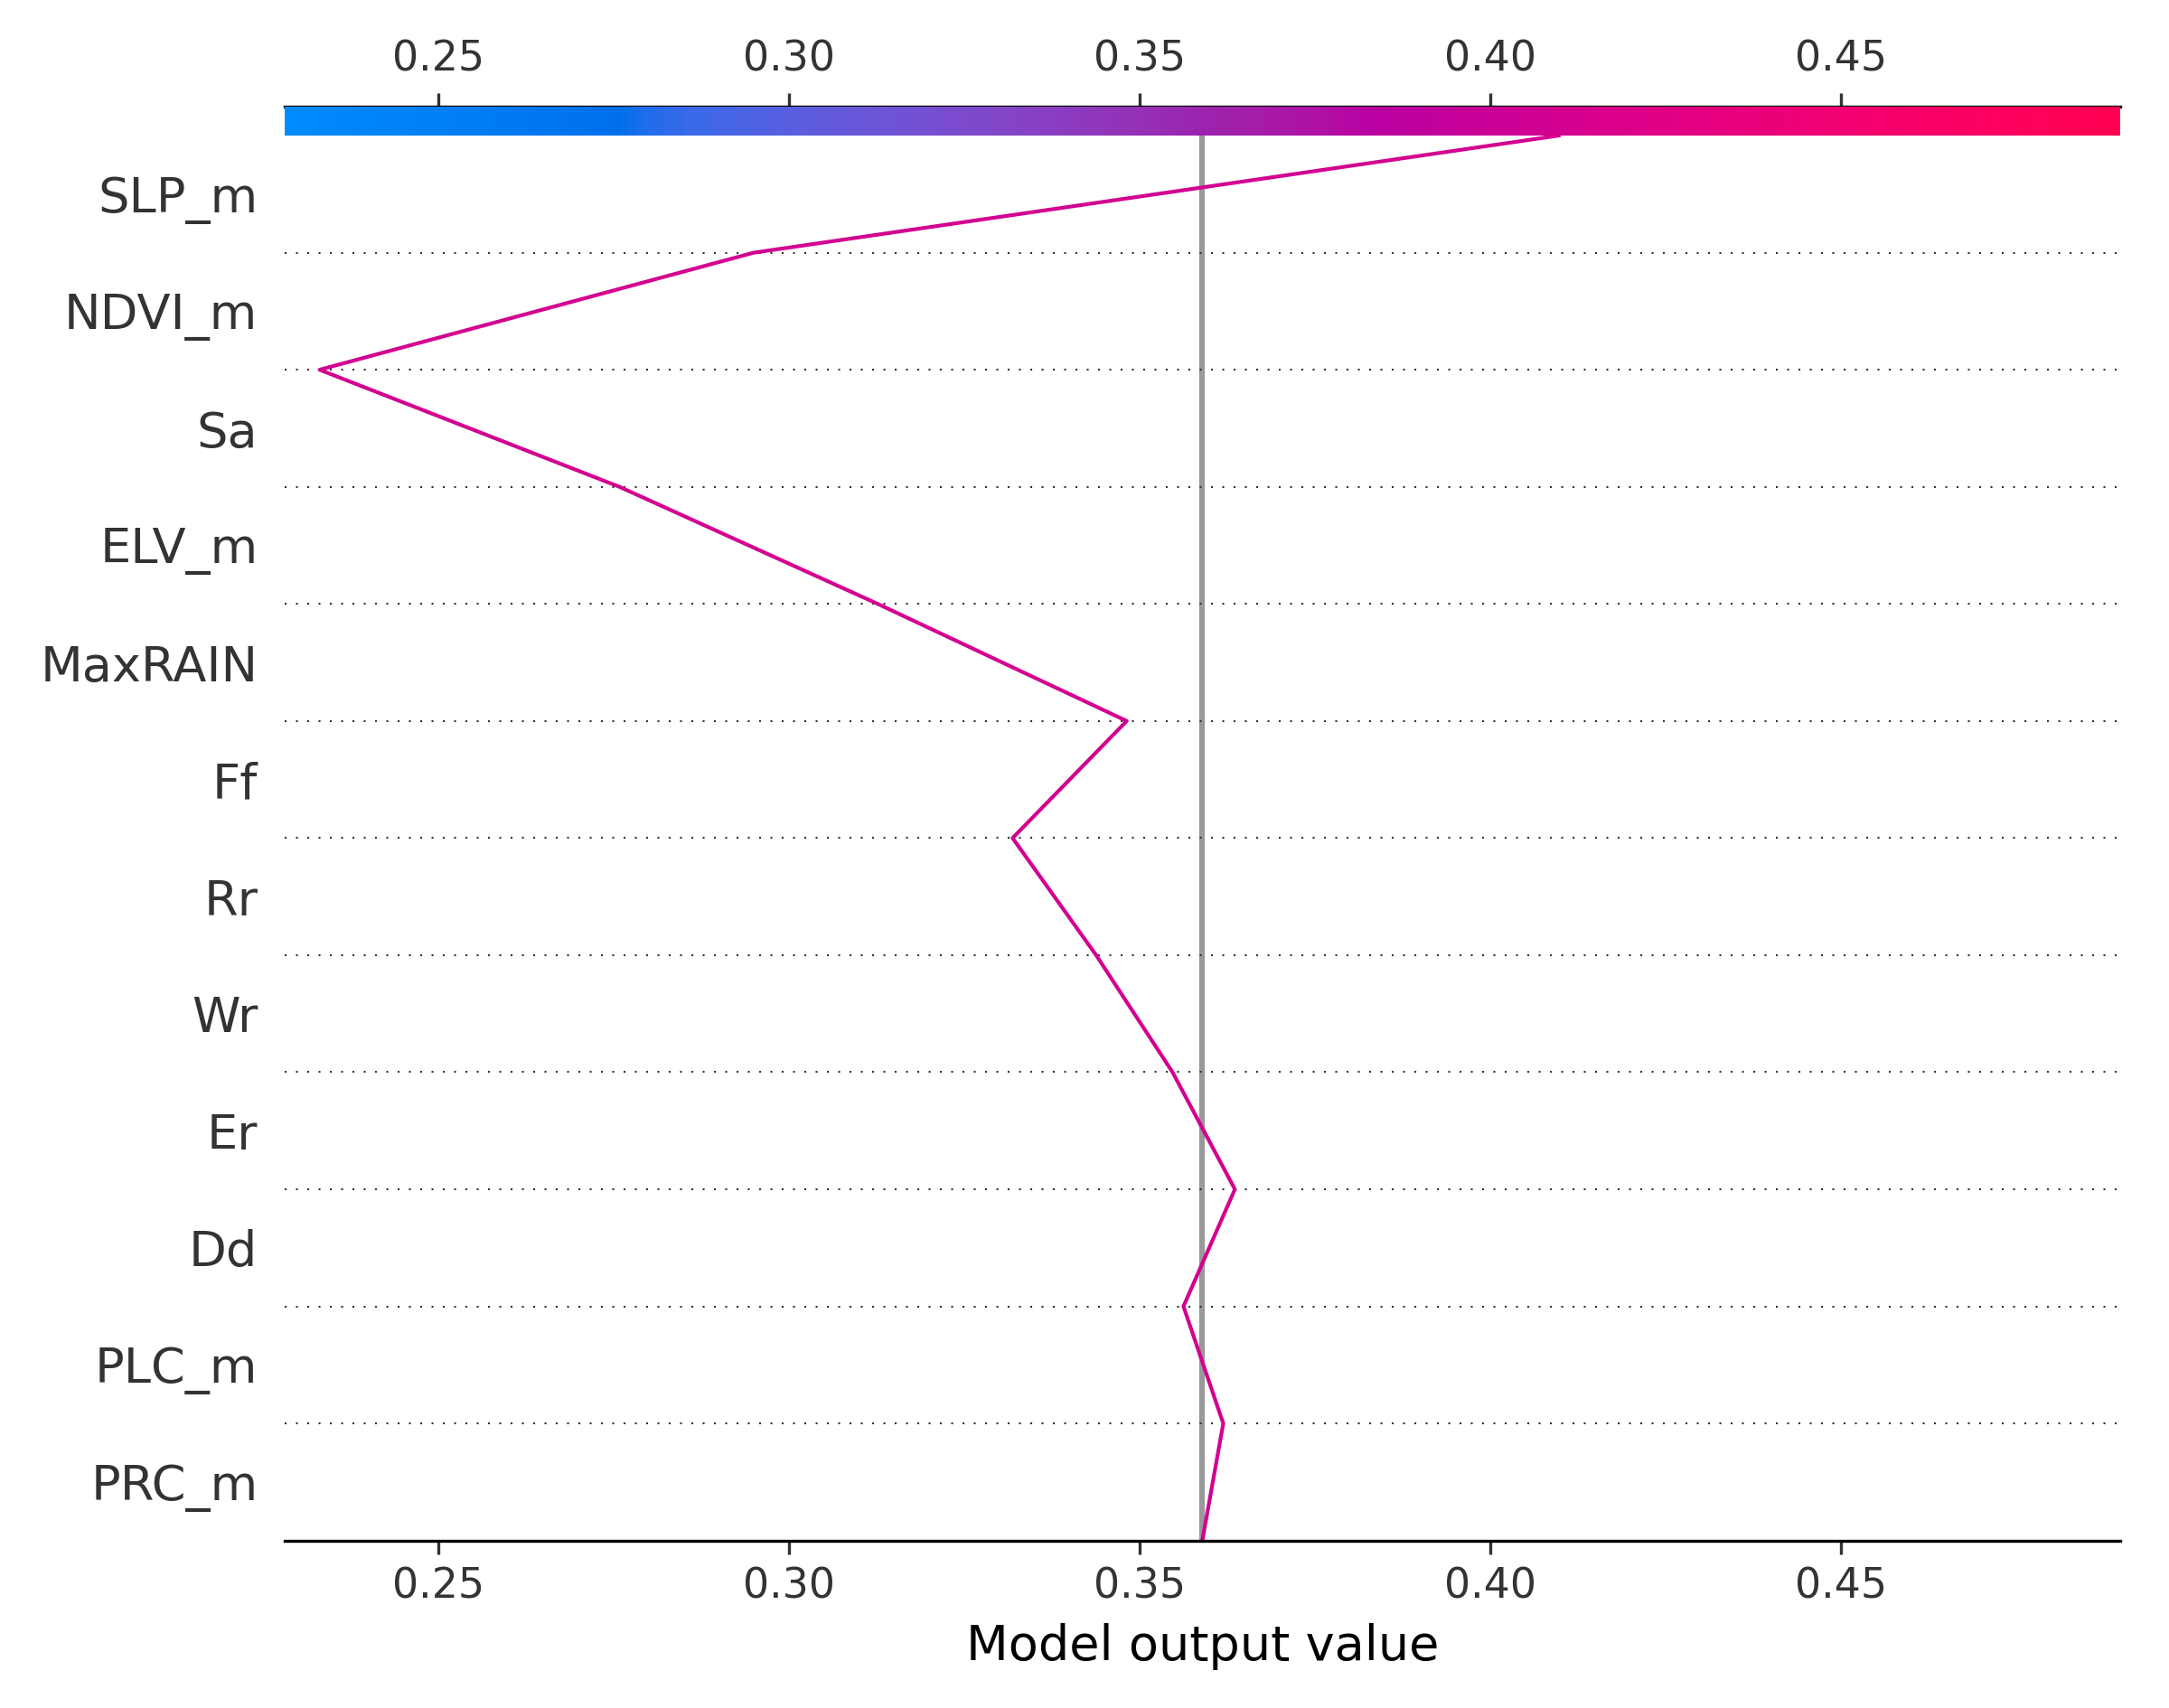 0.25 0.30 0.35 0.40 0.45
SLP_m
NDVI_m
Sa
ELV_m
MaxRAIN
Ff
Rr
Wr
Er
Dd
PLC_m
PRC_m
0.25 0.30 0.35 0.40 0.45
Model output value